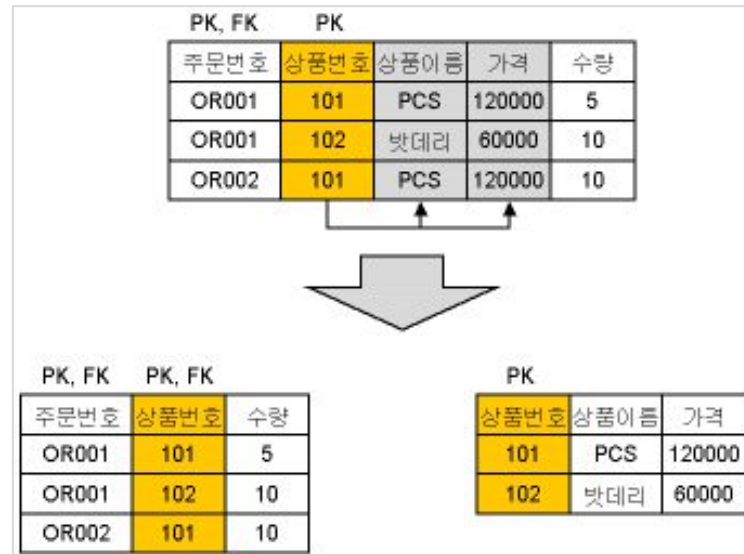 PK, FK PK
주문번호 상품번호 상품이름 가격 수량
OR001 101 PCS 120000 5
OR001 102 밧데리 60000 10
OR002 101 PCS 120000 10
PK, FK PK, FK PK
주문번호 상품번호 수량 상품번호 상품이름 가격
OR001 101 5 101 PCS 120000
OR001 102 10 102 밧데리 60000
OR002 101 10